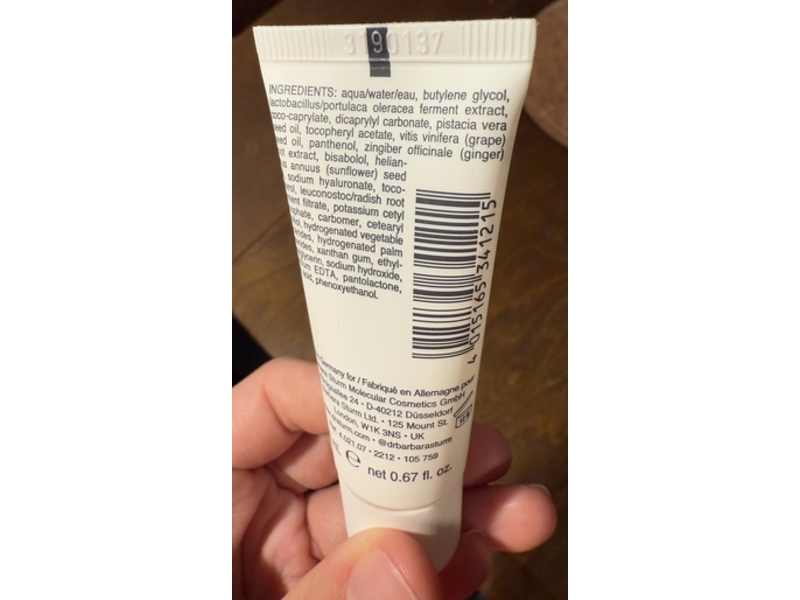 3190137
INGREDIENTS: aqua/water/eau, butylene glycol,
lactobacillus/portulaca oleracea ferment extract,
coco-caprylate, dicaprylyl carbonate, pistacia vera
seed oil, tocopheryl acetate, vitis vinifera (grape)
seed oil, panthenol, zingiber officinale (ginger)
extract, bisabolol, helian-
annuus (sunflower) seed
sodium hyaluronate, toco-
leuconostoc/radish root
filtrate, potassium cetyl
carbomer, cetearyl
hydrogenated vegetable
hydrogenated palm
xanthan gum, ethyl-
sodium hydroxide,
EDTA, pantolactone,
phenoxyethanol.
4 015165 341215
Germany for / Fabriqué en Allemagne pour
Sturm Molecular Cosmetics GmbH
24 • D-40212 Düsseldorf
Sturm Ltd. • 125 Mount St.
London, W1K 3NS • UK
• @drbarbarasturm
4.021.07 • 2212 • 105 759
℮ net 0.67 fl. oz.